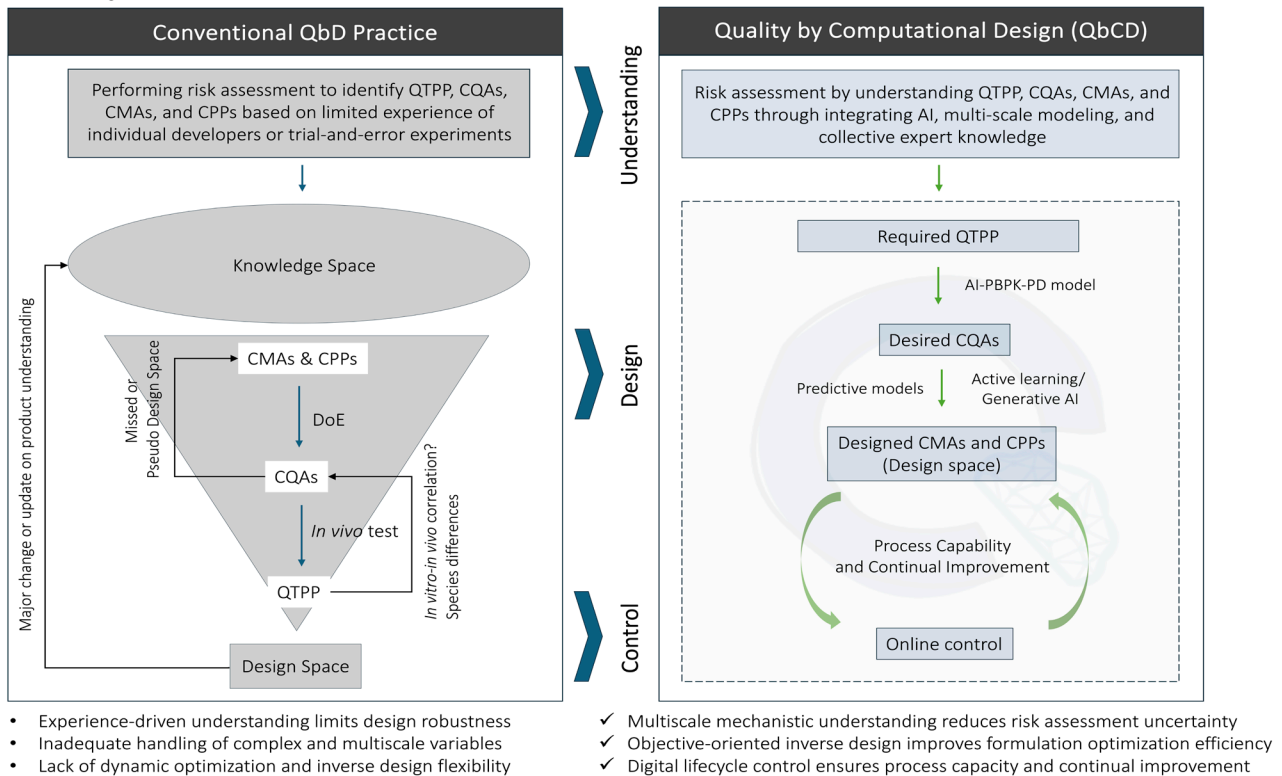 Conventional QbD Practice
Performing risk assessment to identify QTPP, CQAs,
CMAs, and CPPs based on limited experience of
individual developers or trial-and-error experiments
Knowledge Space
CMAs & CPPs
DoE
CQAs
In vivo test
QTPP
Design Space
Major change or update on product understanding
Missed or
Pseudo Design Space
In vitro-in vivo correlation?
Species differences
• Experience-driven understanding limits design robustness
• Inadequate handling of complex and multiscale variables
• Lack of dynamic optimization and inverse design flexibility
Understanding
Design
Control
Quality by Computational Design (QbCD)
Risk assessment by understanding QTPP, CQAs, CMAs, and
CPPs through integrating AI, multi-scale modeling, and
collective expert knowledge
Required QTPP
AI-PBPK-PD model
Desired CQAs
Predictive models
Active learning/
Generative AI
Designed CMAs and CPPs
(Design space)
Process Capability
and Continual Improvement
Online control
✓ Multiscale mechanistic understanding reduces risk assessment uncertainty
✓ Objective-oriented inverse design improves formulation optimization efficiency
✓ Digital lifecycle control ensures process capacity and continual improvement